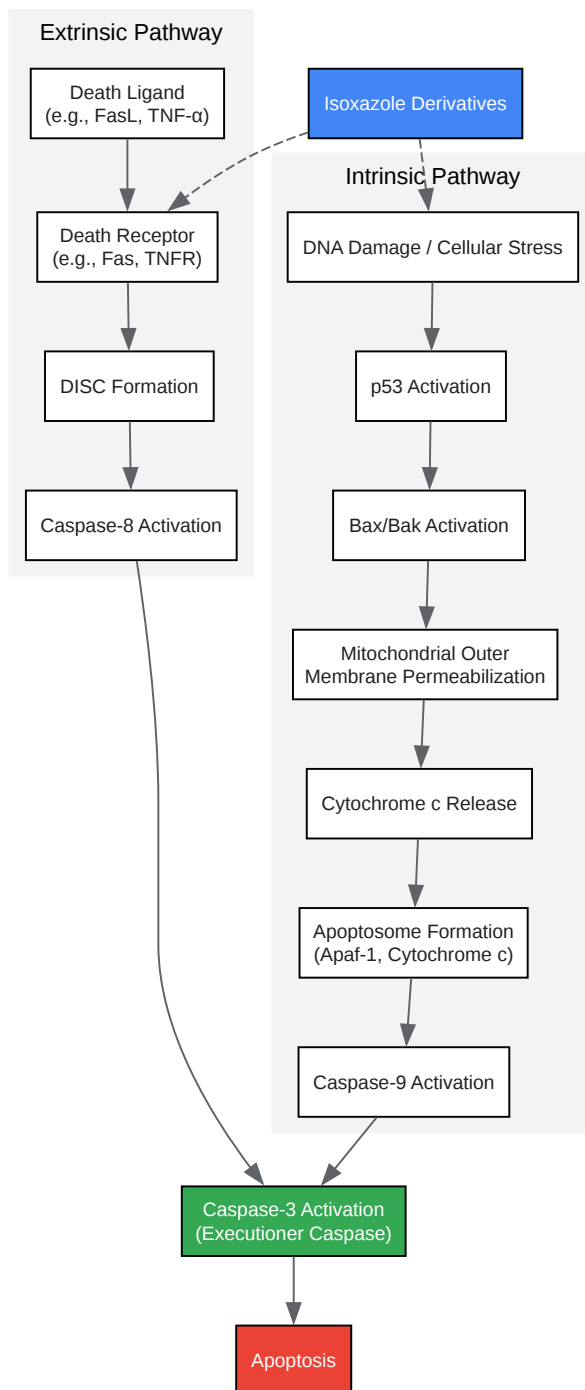 Extrinsic Pathway
Death Ligand
(e.g., FasL, TNF-α)
Isoxazole Derivatives
Intrinsic Pathway
Death Receptor
(e.g., Fas, TNFR)
DNA Damage / Cellular Stress
DISC Formation
p53 Activation
Caspase-8 Activation
Bax/Bak Activation
Mitochondrial Outer
Membrane Permeabilization
Cytochrome c Release
Apoptosome Formation
(Apaf-1, Cytochrome c)
Caspase-9 Activation
Caspase-3 Activation
(Executioner Caspase)
Apoptosis